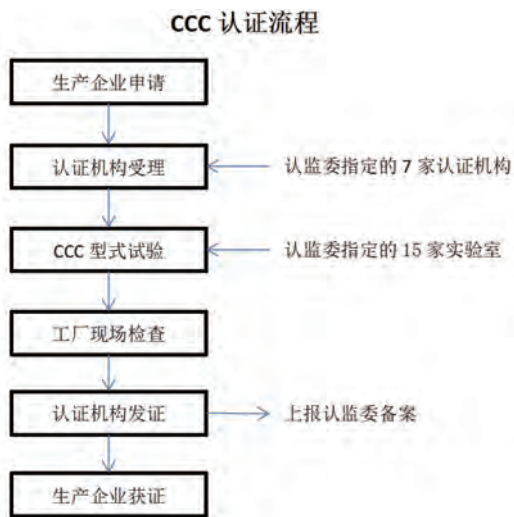 CCC 认证流程
生产企业申请
认证机构受理
认监委指定的 7 家认证机构
CCC 型式试验
认监委指定的 15 家实验室
工厂现场检查
认证机构发证
上报认监委备案
生产企业获证